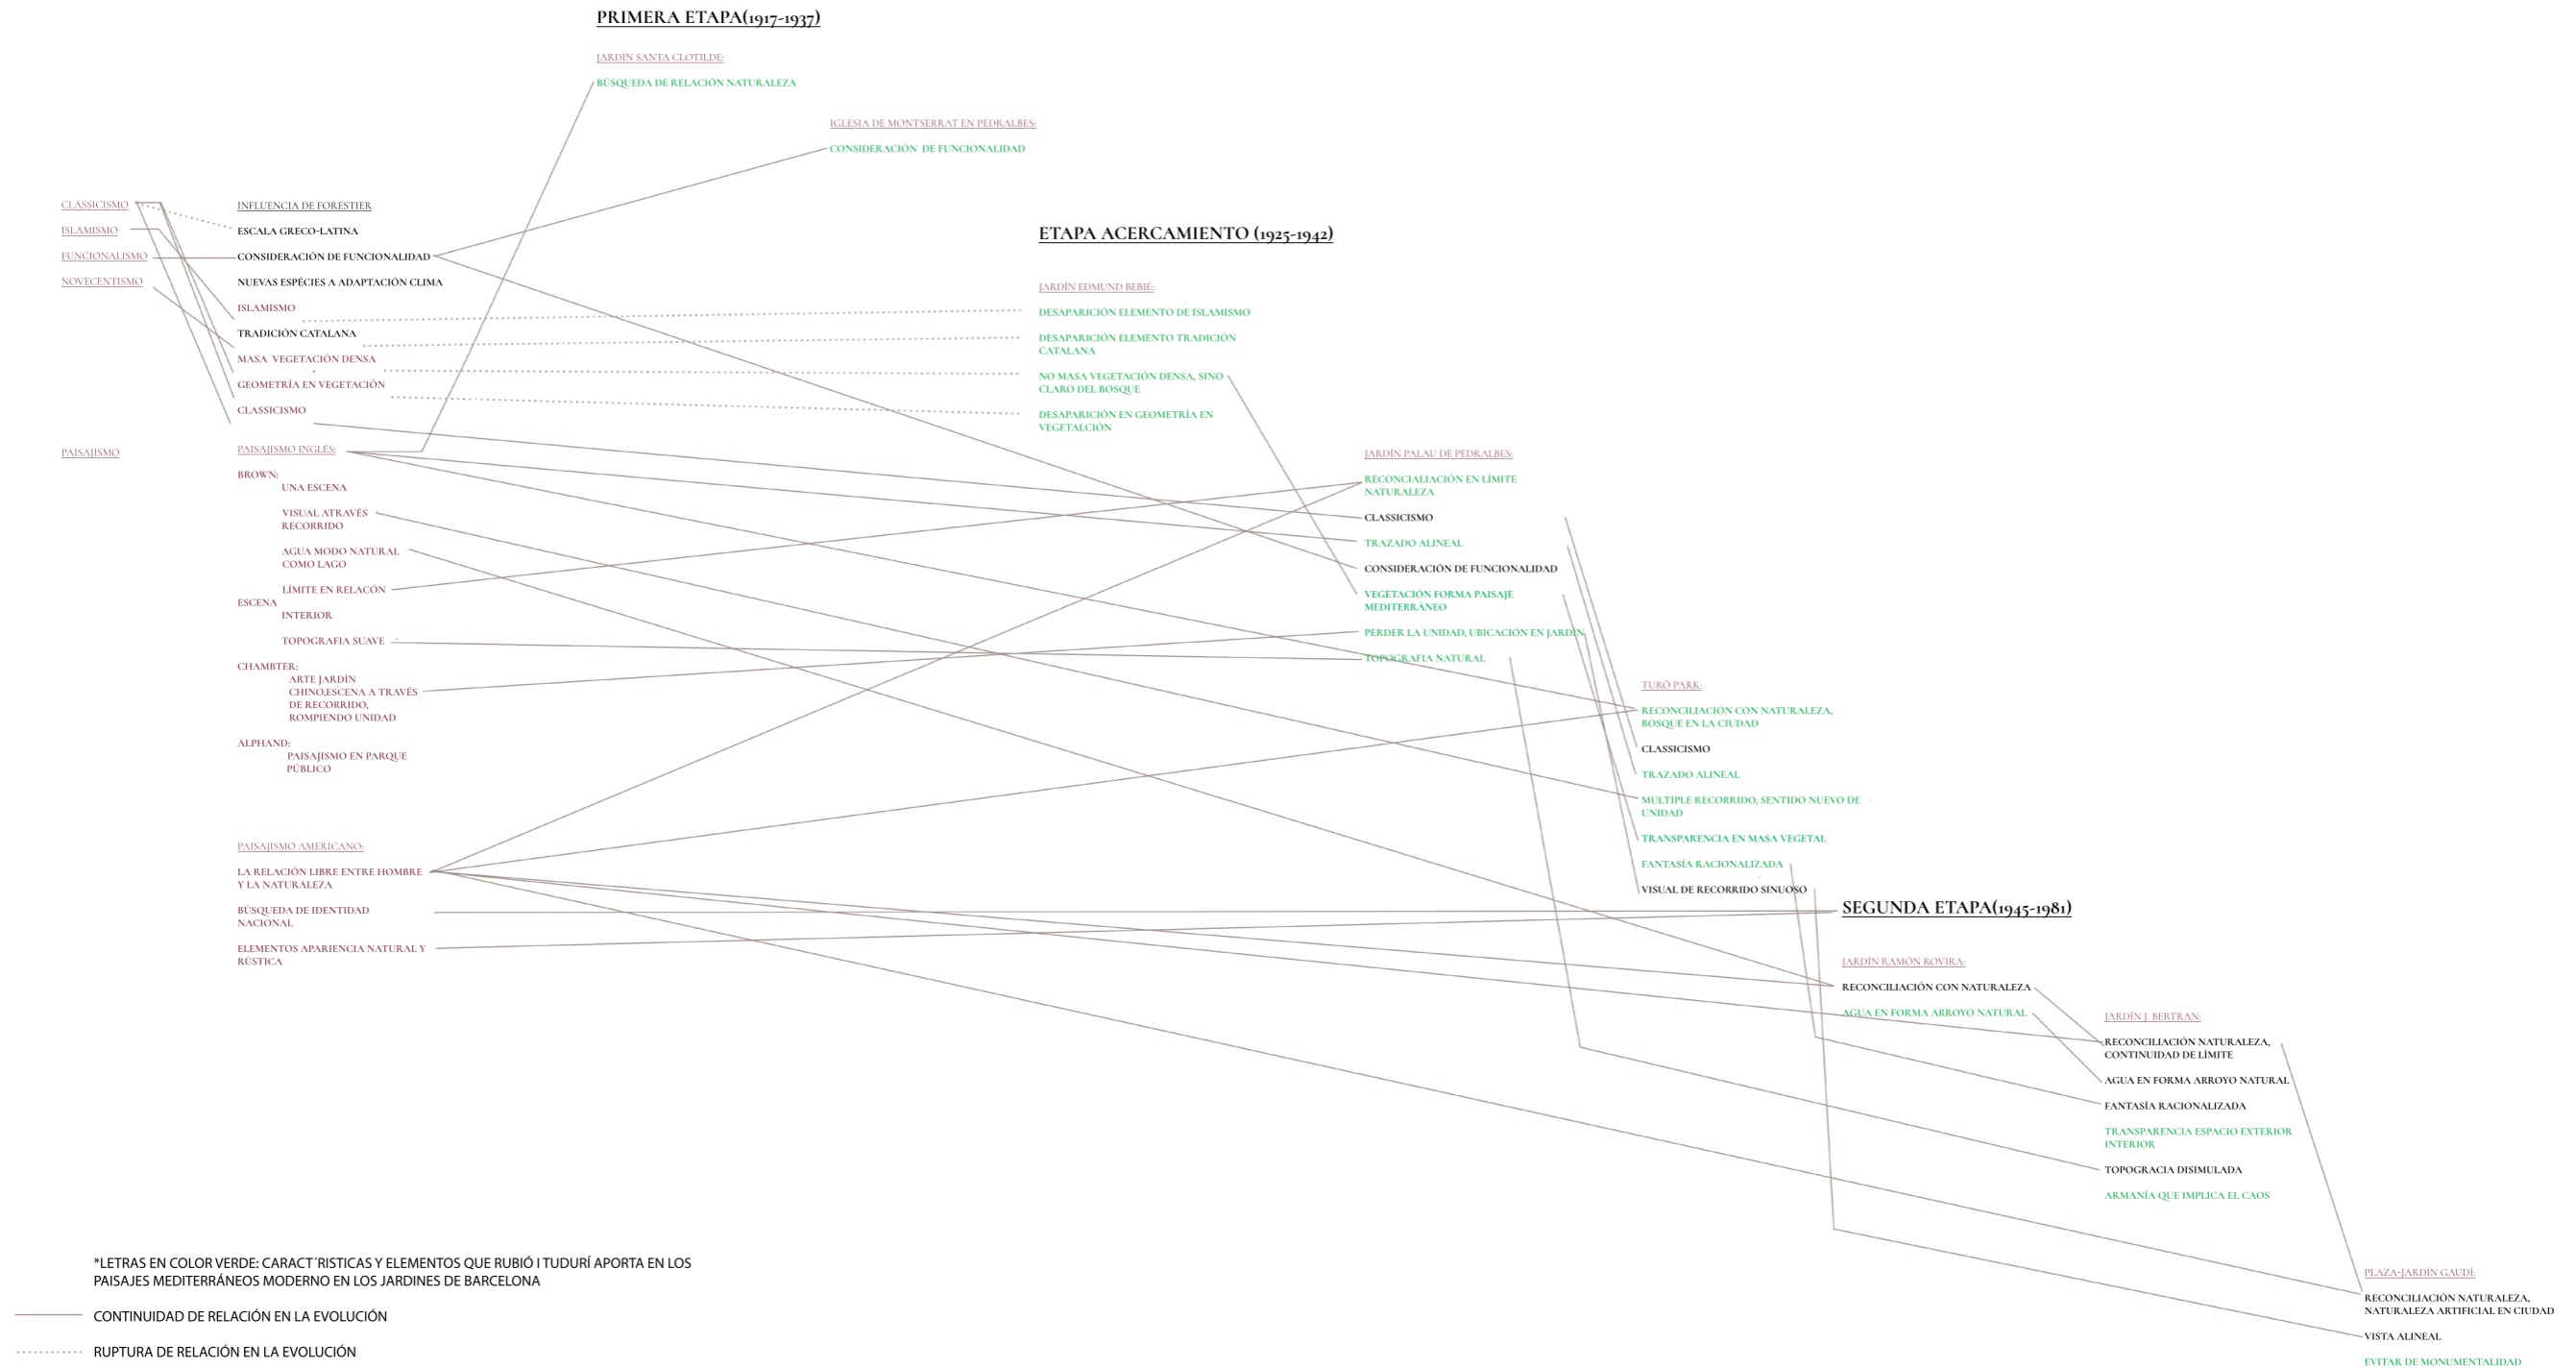 PRIMERA ETAPA(1917-1937)
JARDÍN SANTA CLOTILDE:
BÚSQUEDA DE RELACIÓN NATURALEZA
IGLESIA DE MONTSERRAT EN PEDRALBES:
CONSIDERACIÓN DE FUNCIONALIDAD
CLASSICISMO
ISLAMISMO
FUNCIONALISMO
NOVECENTISMO
PAISAJISMO
INFLUENCIA DE FORESTIER
ESCALA GRECO-LATINA
CONSIDERACIÓN DE FUNCIONALIDAD
NUEVAS ESPÉCIES A ADAPTACIÓN CLIMA
ISLAMISMO
TRADICIÓN CATALANA
MASA VEGETACIÓN DENSA
GEOMETRÍA EN VEGETACIÓN
CLASSICISMO
PAISAJISMO INGLÉS:
BROWN:
UNA ESCENA
VISUAL ATRAVÉS
RECORRIDO
AGUA MODO NATURAL
COMO LAGO
LÍMITE EN RELACÓN
ESCENA
INTERIOR
TOPOGRAFIA SUAVE
CHAMBTER:
ARTE JARDÍN
CHINO,ESCENA A TRAVÉS
DE RECORRIDO,
ROMPIENDO UNIDAD
ALPHAND:
PAISAJISMO EN PARQUE
PÚBLICO
PAISAJISMO AMERICANO:
LA RELACIÓN LIBRE ENTRE HOMBRE
Y LA NATURALEZA
BÚSQUEDA DE IDENTIDAD
NACIONAL
ELEMENTOS APARIENCIA NATURAL Y
RÚSTICA
ETAPA ACERCAMIENTO (1925-1942)
JARDÍN EDMUND BEBIÉ:
DESAPARICIÓN ELEMENTO DE ISLAMISMO
DESAPARICIÓN ELEMENTO TRADICIÓN
CATALANA
NO MASA VEGETACIÓN DENSA, SINO
CLARO DEL BOSQUE
DESAPARICIÓN EN GEOMETRÍA EN
VEGETALCIÓN
JARDÍN PALAU DE PEDRALBES:
RECONCIALIACIÓN EN LÍMITE
NATURALEZA
CLASSICISMO
TRAZADO ALINEAL
CONSIDERACIÓN DE FUNCIONALIDAD
VEGETACIÓN FORMA PAISAJE
MEDITERRÁNEO
PERDER LA UNIDAD, UBICACIÓN EN JARDÍN
TOPOGRAFIA NATURAL
TURÒ PARK:
RECONCILIACIÓN CON NATURALEZA,
BOSQUE EN LA CIUDAD
CLASSICISMO
TRAZADO ALINEAL
MULTIPLE RECORRIDO, SENTIDO NUEVO DE
UNIDAD
TRANSPARENCIA EN MASA VEGETAL
FANTASÍA RACIONALIZADA
VISUAL DE RECORRIDO SINUOSO
SEGUNDA ETAPA(1945-1981)
JARDÍN RAMÓN ROVIRA:
RECONCILIACIÓN CON NATURALEZA
AGUA EN FORMA ARROYO NATURAL
JARDÍN J. BERTRAN:
RECONCILIACIÓN NATURALEZA,
CONTINUIDAD DE LÍMITE
AGUA EN FORMA ARROYO NATURAL
FANTASÍA RACIONALIZADA
TRANSPARENCIA ESPACIO EXTERIOR
INTERIOR
TOPOGRACIA DISIMULADA
ARMANÍA QUE IMPLICA EL CAOS
PLAZA-JARDÍN GAUDÍ:
RECONCILIACIÓN NATURALEZA,
NATURALEZA ARTIFICIAL EN CIUDAD
VISTA ALINEAL
EVITAR DE MONUMENTALIDAD
*LETRAS EN COLOR VERDE: CARACT´RISTICAS Y ELEMENTOS QUE RUBIÓ I TUDURÍ APORTA EN LOS
PAISAJES MEDITERRÁNEOS MODERNO EN LOS JARDINES DE BARCELONA
CONTINUIDAD DE RELACIÓN EN LA EVOLUCIÓN
RUPTURA DE RELACIÓN EN LA EVOLUCIÓN